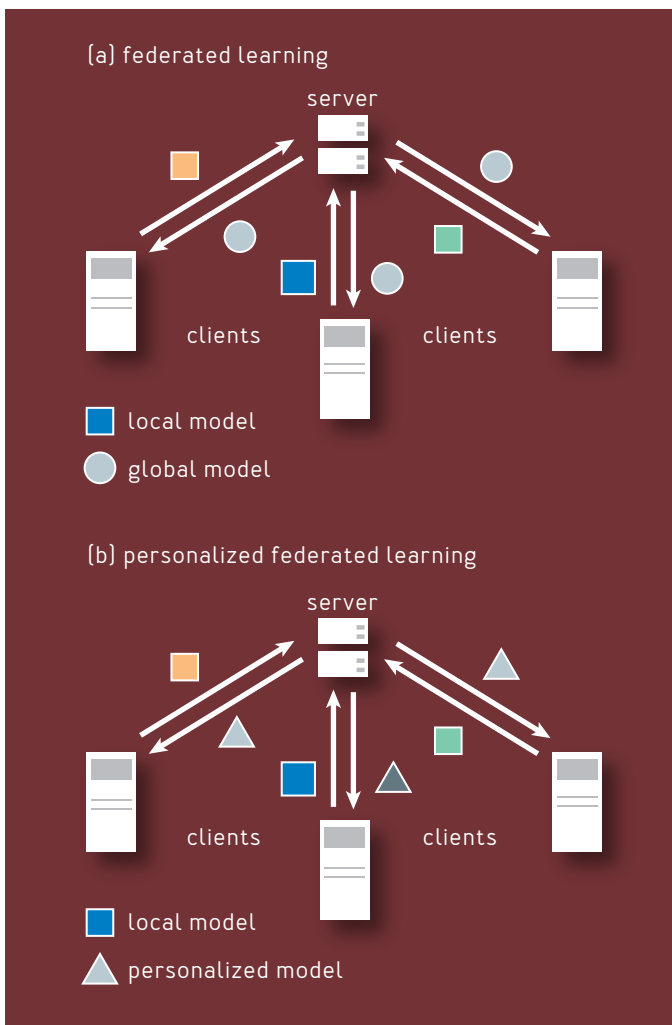 (a) federated learning
server
clients
clients
local model
global model
(b) personalized federated learning
server
clients
clients
local model
personalized model